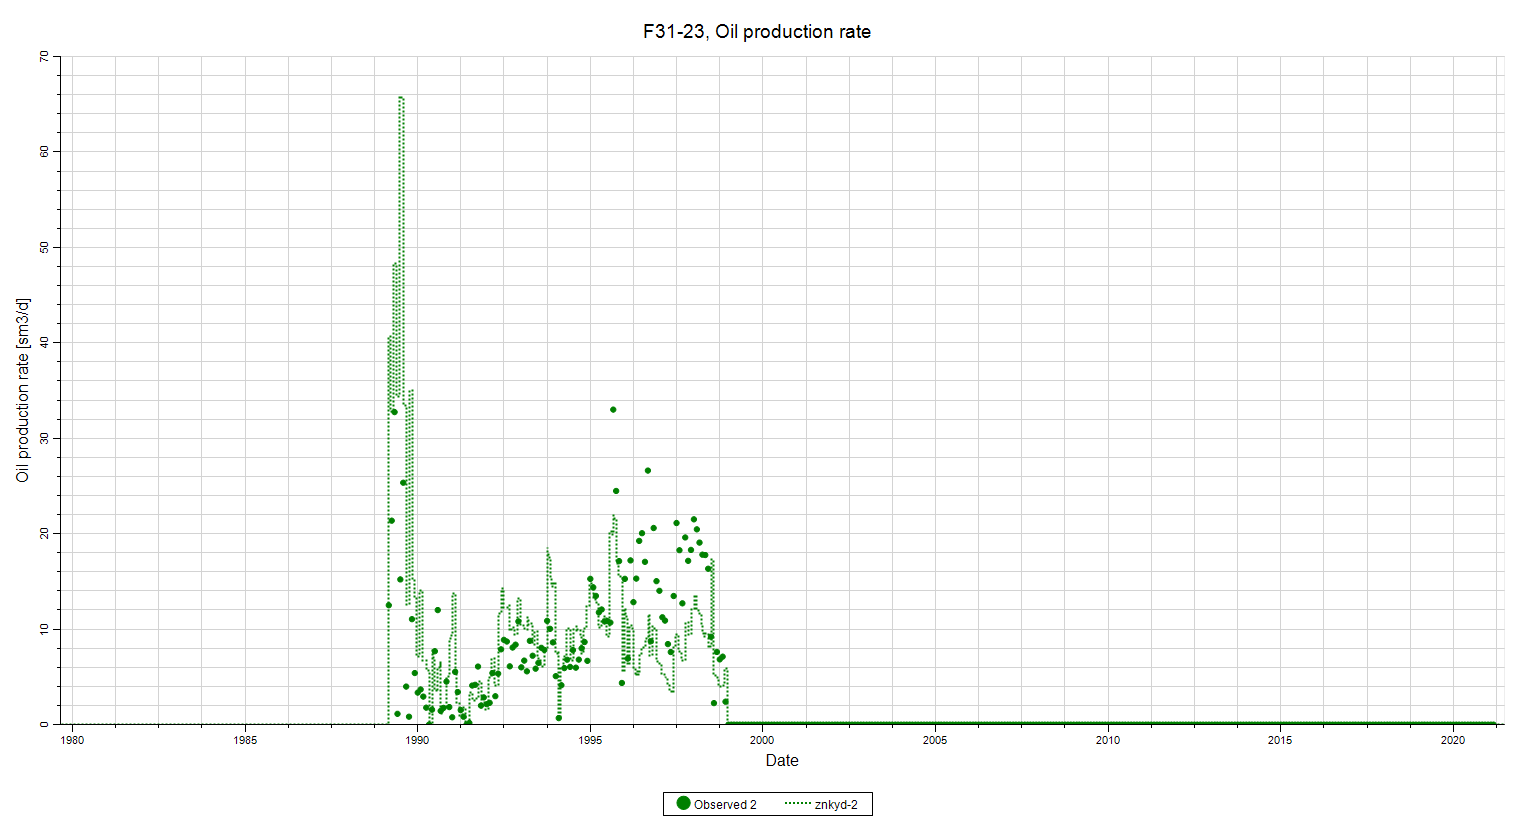 F31-23, Oil production rate
Oil production rate [sm3/d]
70
60
50
40
30
20
10
0
1980 1985 1990 1995 2000 2005 2010 2015 2020
Date
Observed 2 znkyd-2